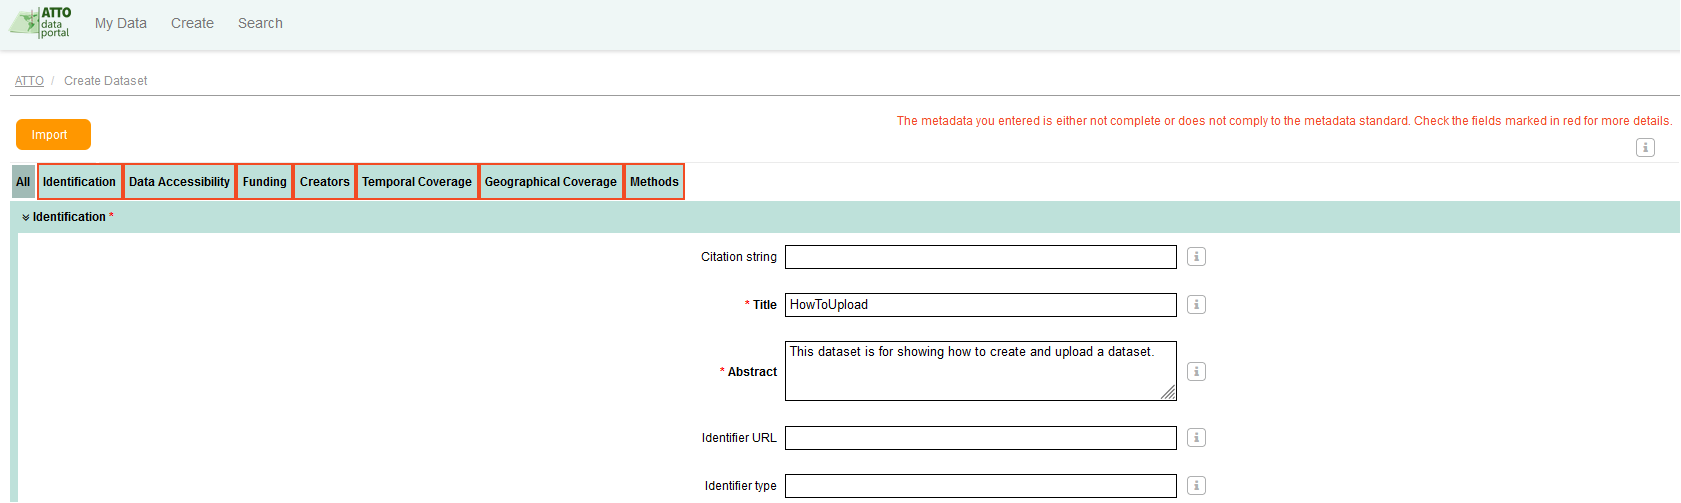 ATTO
data
portal
My Data Create Search
ATTO / Create Dataset
Import
The metadata you entered is either not complete or does not comply to the metadata standard. Check the fields marked in red for more details.
i
All Identification Data Accessibility Funding Creators Temporal Coverage Geographical Coverage Methods
Identification *
Citation string i
* Title HowToUpload i
* Abstract This dataset is for showing how to create and upload a dataset. i
Identifier URL i
Identifier type i